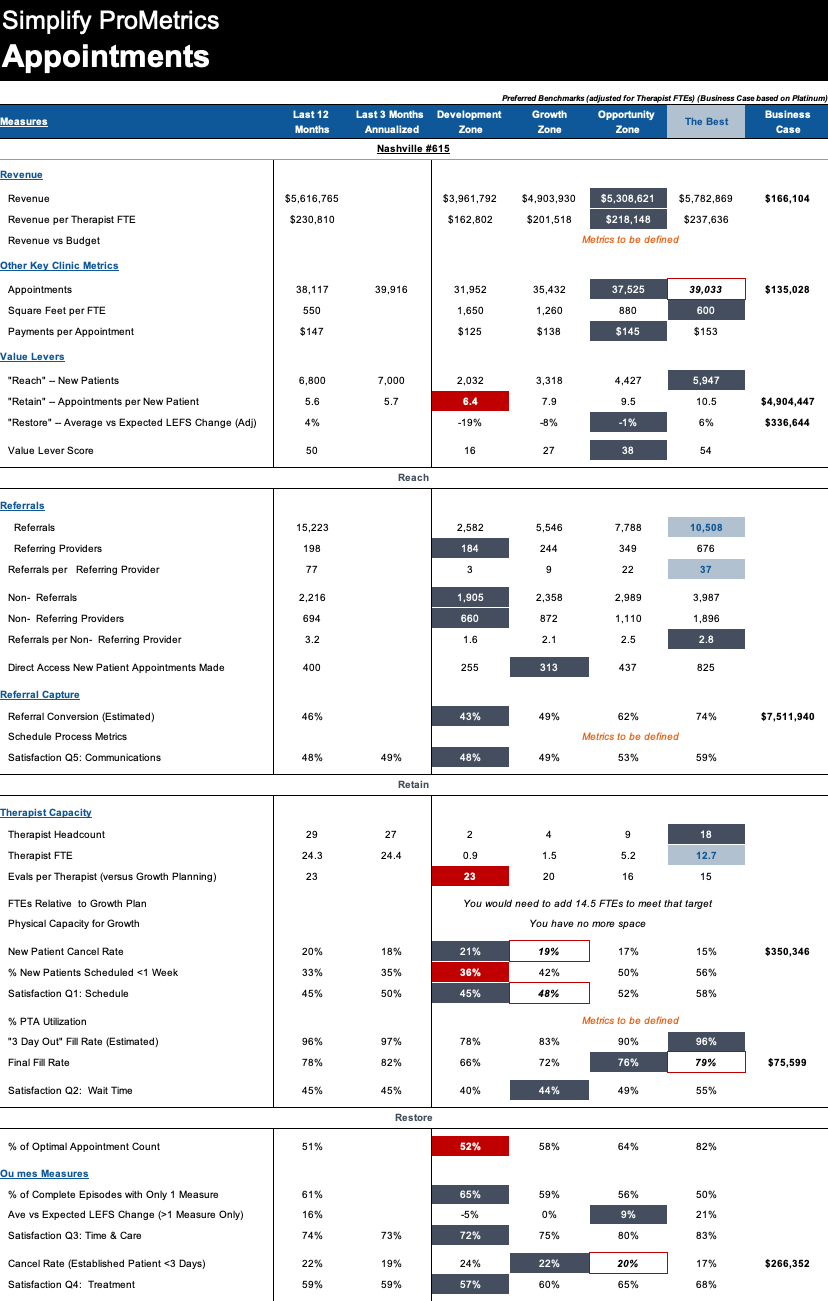 Simplify ProMetrics
Appointments
Preferred Benchmarks (adjusted for Therapist FTEs) (Business Case based on Platinum)
Measures Last 12 Months Last 3 Months Annualized Development Zone Growth Zone Opportunity Zone The Best Business Case
Nashville #615
Revenue
Revenue $5,616,765 $3,961,792 $4,903,930 $5,308,621 $5,782,869 $166,104
Revenue per Therapist FTE $230,810 $162,802 $201,518 $218,148 $237,636
Revenue vs Budget Metrics to be defined
Other Key Clinic Metrics
Appointments 38,117 39,916 31,952 35,432 37,525 39,033 $135,028
Square Feet per FTE 550 1,650 1,260 880 600
Payments per Appointment $147 $125 $138 $145 $153
Value Levers
"Reach" -- New Patients 6,800 7,000 2,032 3,318 4,427 5,947
"Retain" -- Appointments per New Patient 5.6 5.7 6.4 7.9 9.5 10.5 $4,904,447
"Restore" -- Average vs Expected LEFS Change (Adj) 4% -19% -8% -1% 6% $336,644
Value Lever Score 50 16 27 38 54
Reach
Referrals
Referrals 15,223 2,582 5,546 7,788 10,508
Referring Providers 198 184 244 349 676
Referrals per Referring Provider 77 3 9 22 37
Non- Referrals 2,216 1,905 2,358 2,989 3,987
Non- Referring Providers 694 660 872 1,110 1,896
Referrals per Non- Referring Provider 3.2 1.6 2.1 2.5 2.8
Direct Access New Patient Appointments Made 400 255 313 437 825
Referral Capture
Referral Conversion (Estimated) 46% 43% 49% 62% 74% $7,511,940
Schedule Process Metrics Metrics to be defined
Satisfaction Q5: Communications 48% 49% 48% 49% 53% 59%
Retain
Therapist Capacity
Therapist Headcount 29 27 2 4 9 18
Therapist FTE 24.3 24.4 0.9 1.5 5.2 12.7
Evals per Therapist (versus Growth Planning) 23 23 20 16 15
FTEs Relative to Growth Plan You would need to add 14.5 FTEs to meet that target
Physical Capacity for Growth You have no more space
New Patient Cancel Rate 20% 18% 21% 19% 17% 15% $350,346
% New Patients Scheduled <1 Week 33% 35% 36% 42% 50% 56%
Satisfaction Q1: Schedule 45% 50% 45% 48% 52% 58%
% PTA Utilization Metrics to be defined
"3 Day Out" Fill Rate (Estimated) 96% 97% 78% 83% 90% 96%
Final Fill Rate 78% 82% 66% 72% 76% 79% $75,599
Satisfaction Q2: Wait Time 45% 45% 40% 44% 49% 55%
Restore
% of Optimal Appointment Count 51% 52% 58% 64% 82%
Ou mes Measures
% of Complete Episodes with Only 1 Measure 61% 65% 59% 56% 50%
Ave vs Expected LEFS Change (>1 Measure Only) 16% -5% 0% 9% 21%
Satisfaction Q3: Time & Care 74% 73% 72% 75% 80% 83%
Cancel Rate (Established Patient <3 Days) 22% 19% 24% 22% 20% 17% $266,352
Satisfaction Q4: Treatment 59% 59% 57% 60% 65% 68%